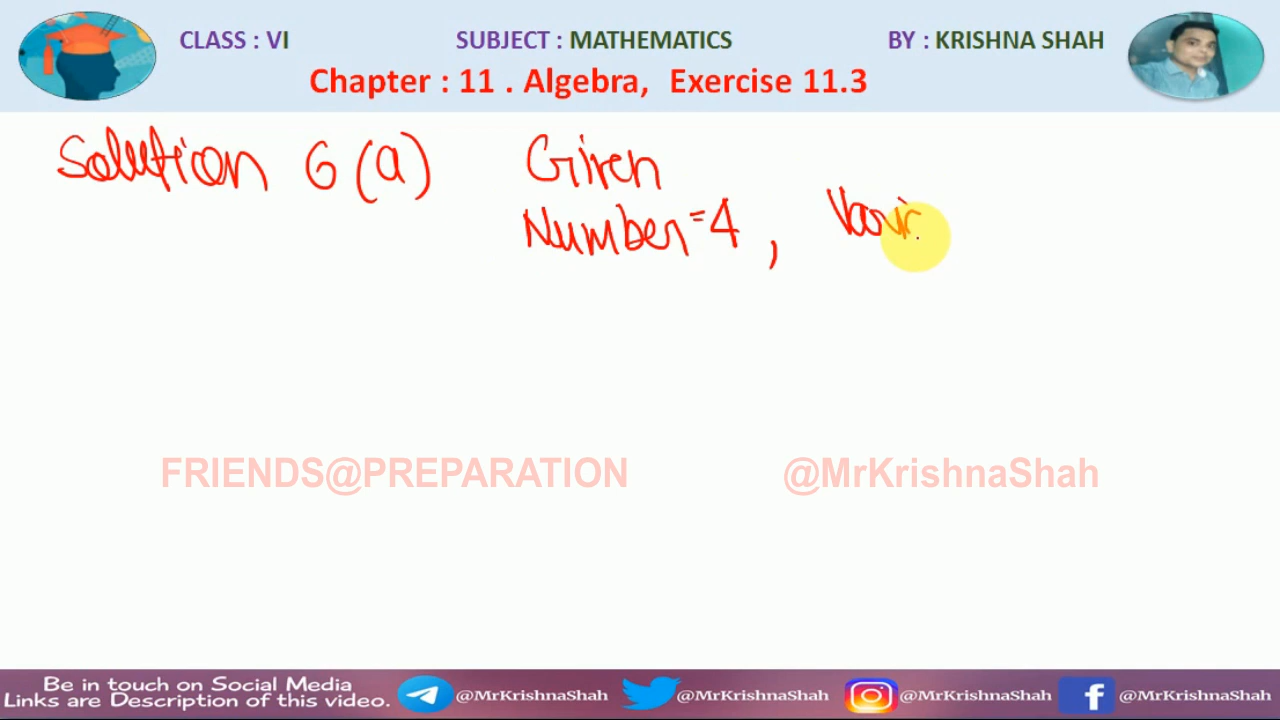 CLASS : VI SUBJECT : MATHEMATICS BY : KRISHNA SHAH
Chapter : 11 . Algebra, Exercise 11.3
Solution 6 (a) Given
Number = 4 , Vari
FRIENDS@PREPARATION @MrKrishnaShah
Be in touch on Social Media
Links are Description of this video.
@MrKrishnaShah @MrKrishnaShah @MrKrishnaShah @MrKrishnaShah